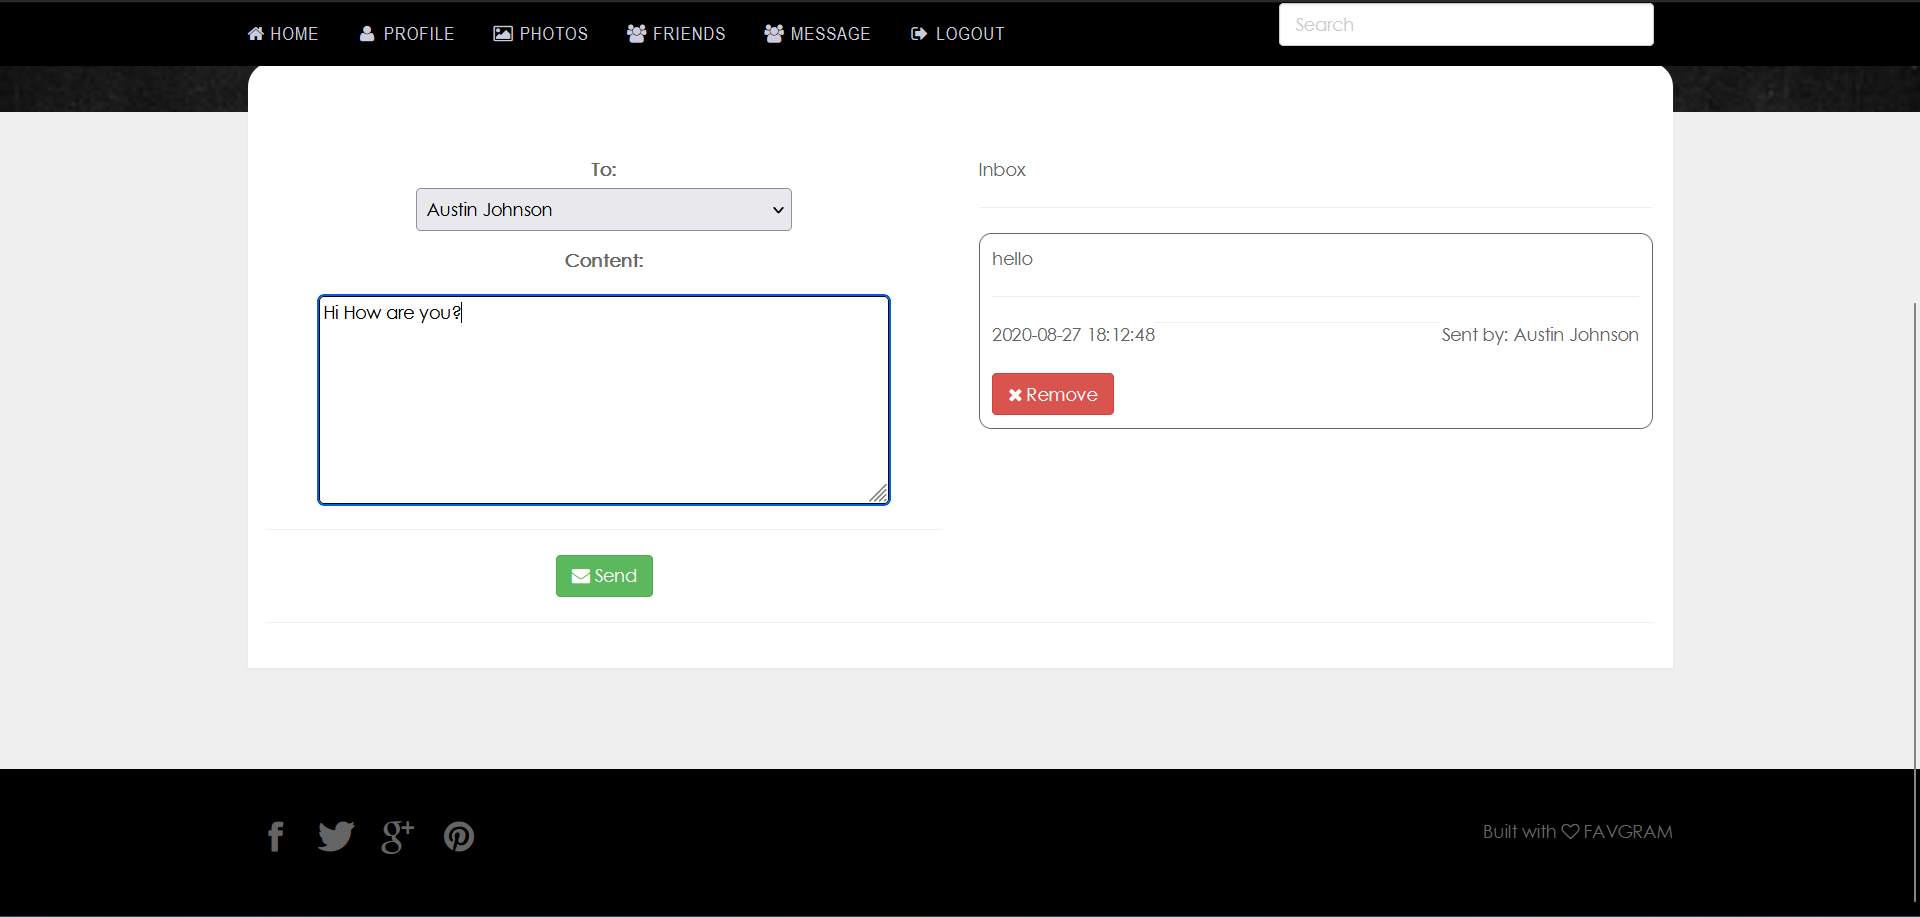 HOME PROFILE PHOTOS FRIENDS MESSAGE LOGOUT Search
To:
Austin Johnson
Content:
Hi How are you?
Send
Inbox
hello
2020-08-27 18:12:48 Sent by: Austin Johnson
Remove
Built with FAVGRAM